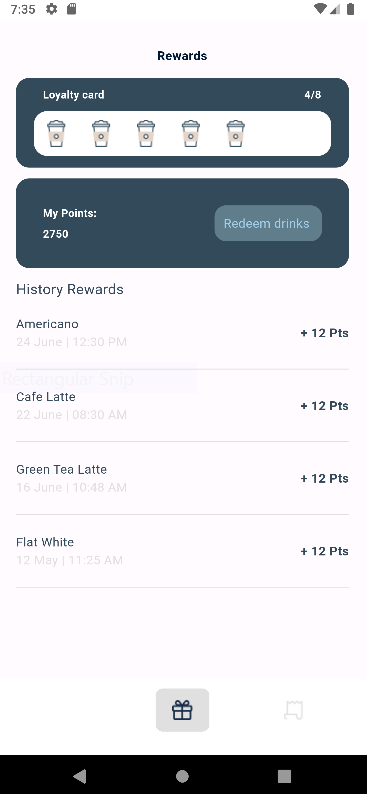 7:35
Rewards
Loyalty card 4/8
My Points:
2750
Redeem drinks
History Rewards
Americano
24 June | 12:30 PM
+ 12 Pts
Rectangular Snip
Cafe Latte
22 June | 08:30 AM
+ 12 Pts
Green Tea Latte
16 June | 10:48 AM
+ 12 Pts
Flat White
12 May | 11:25 AM
+ 12 Pts